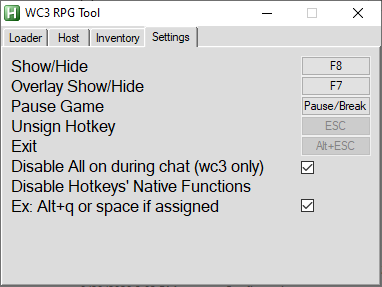 WC3 RPG Tool
Loader Host Inventory Settings
Show/Hide F8
Overlay Show/Hide F7
Pause Game Pause/Break
Unsign Hotkey ESC
Exit Alt+ESC
Disable All on during chat (wc3 only)
Disable Hotkeys' Native Functions
Ex: Alt+q or space if assigned